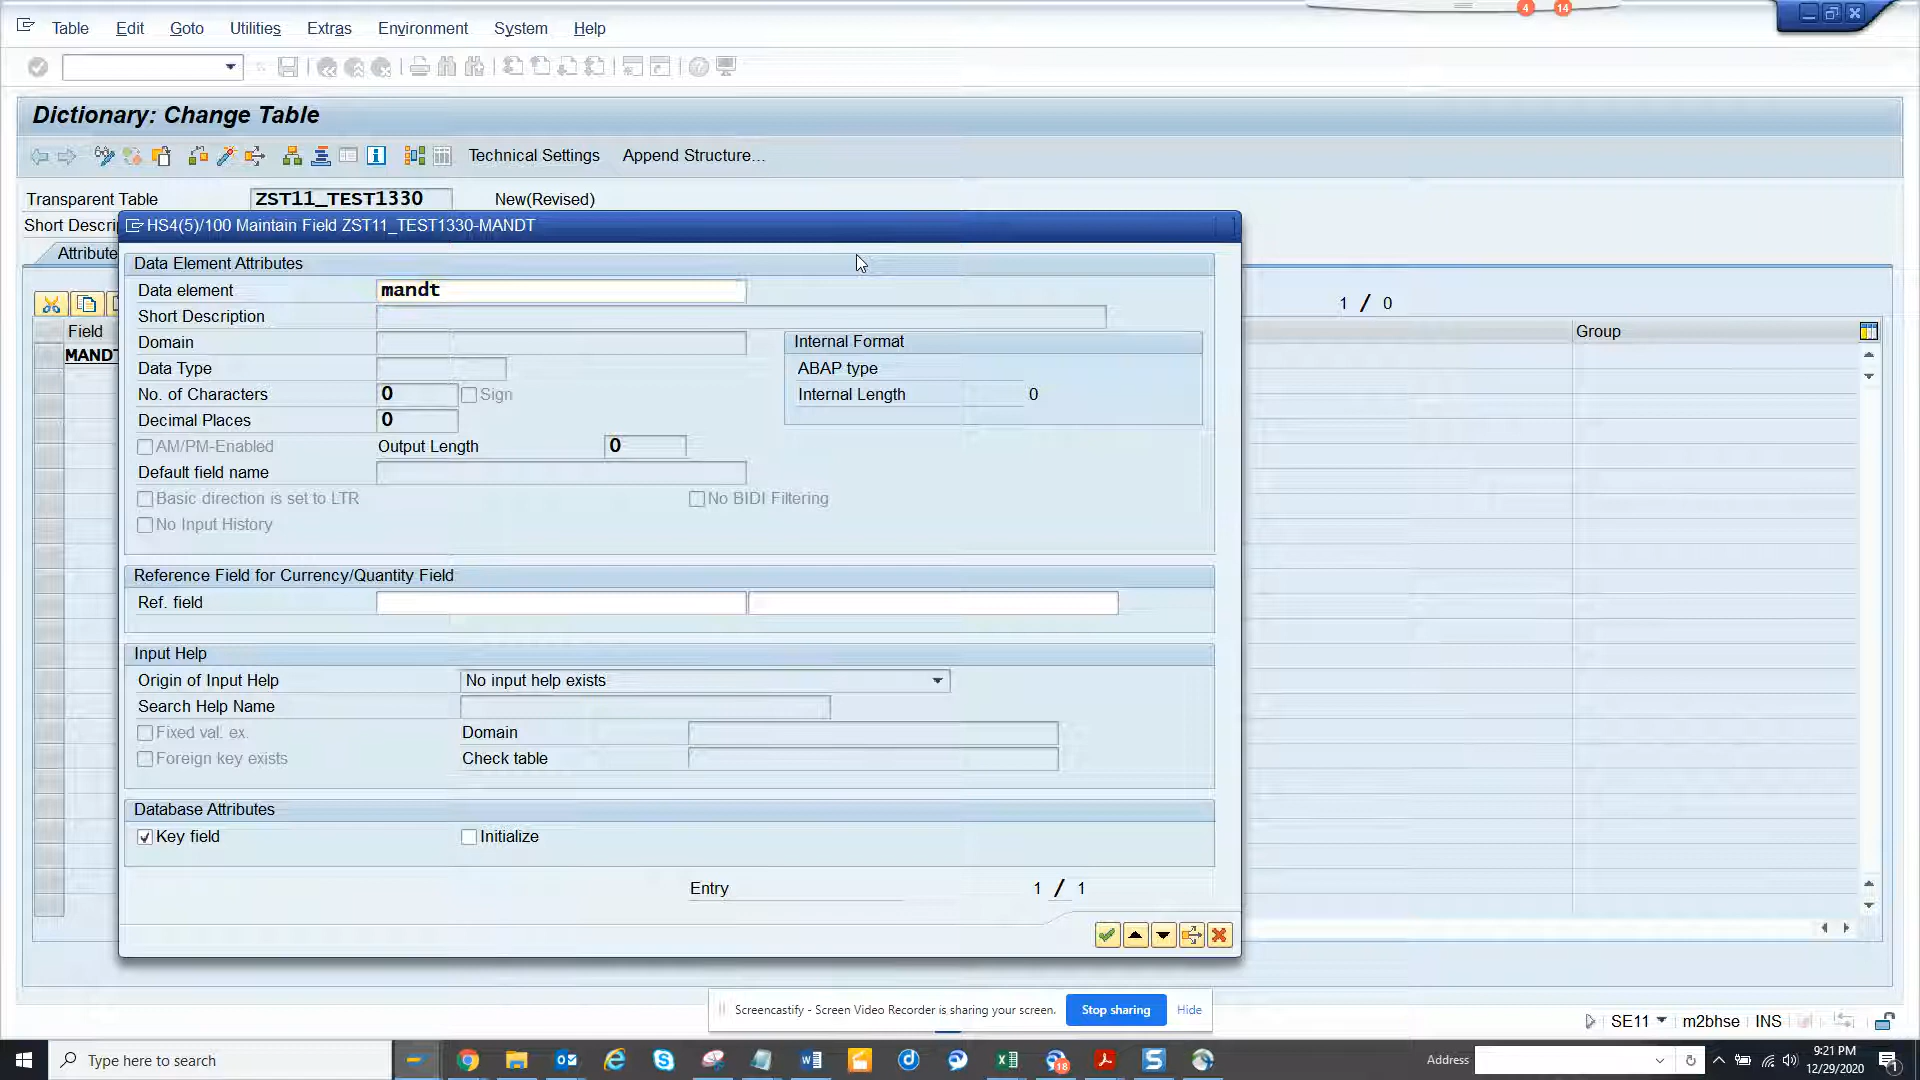 4 14
Table Edit Goto Utilities Extras Environment System Help
Dictionary: Change Table
Technical Settings Append Structure...
Transparent Table ZST11_TEST1330 New(Revised)
Short Descri
HS4(5)/100 Maintain Field ZST11_TEST1330-MANDT
Attribute
Data Element Attributes
Data element mandt
Short Description
1 / 0
Field
Group
Domain
Internal Format
MANDT
Data Type
ABAP type
No. of Characters 0 Sign
Internal Length 0
Decimal Places 0
AM/PM-Enabled Output Length 0
Default field name
Basic direction is set to LTR No BIDI Filtering
No Input History
Reference Field for Currency/Quantity Field
Ref. field
Input Help
Origin of Input Help No input help exists
Search Help Name
Fixed val. ex. Domain
Foreign key exists Check table
Database Attributes
Key field Initialize
Entry 1 / 1
Screencastify - Screen Video Recorder is sharing your screen. Stop sharing Hide
SE11 m2bhse INS
Type here to search
18
Address
9:21 PM
12/29/2020
1